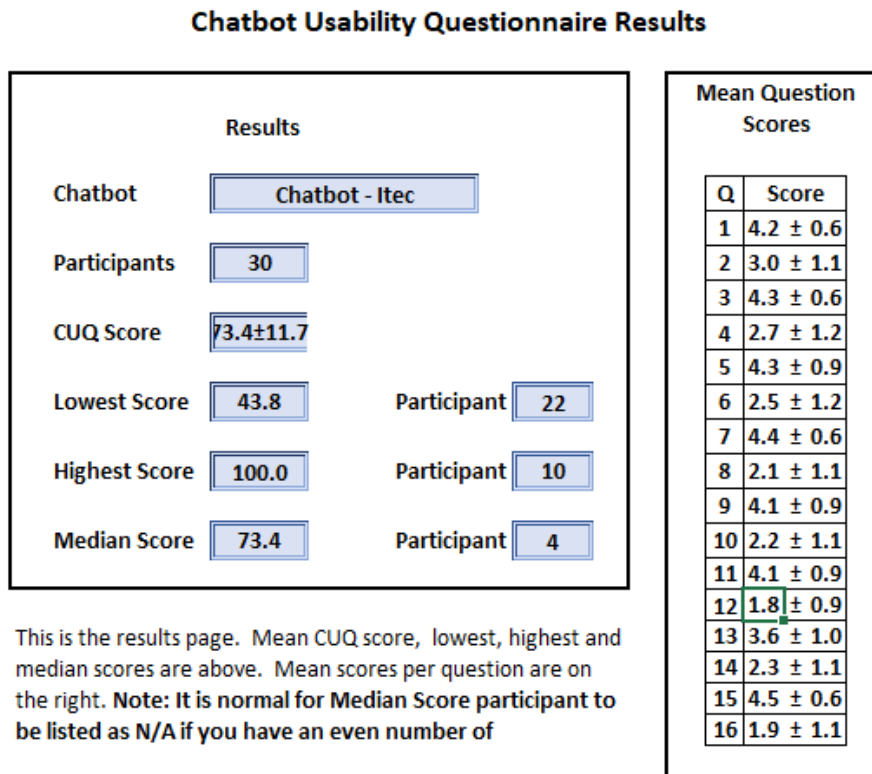 Chatbot Usability Questionnaire Results
Results
Chatbot Chatbot - Itec
Participants 30
CUQ Score 73.4±11.7
Lowest Score 43.8 Participant 22
Highest Score 100.0 Participant 10
Median Score 73.4 Participant 4
This is the results page. Mean CUQ score, lowest, highest and
median scores are above. Mean scores per question are on
the right. Note: It is normal for Median Score participant to
be listed as N/A if you have an even number of
Mean Question
Scores
Q Score
1 4.2 ± 0.6
2 3.0 ± 1.1
3 4.3 ± 0.6
4 2.7 ± 1.2
5 4.3 ± 0.9
6 2.5 ± 1.2
7 4.4 ± 0.6
8 2.1 ± 1.1
9 4.1 ± 0.9
10 2.2 ± 1.1
11 4.1 ± 0.9
12 1.8 ± 0.9
13 3.6 ± 1.0
14 2.3 ± 1.1
15 4.5 ± 0.6
16 1.9 ± 1.1